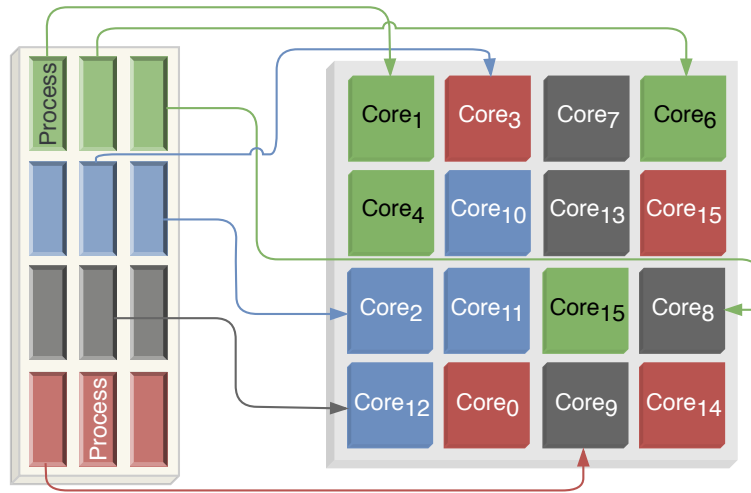 Process
Process
Core1
Core3
Core7
Core6
Core4
Core10
Core13
Core15
Core2
Core11
Core15
Core8
Core12
Core0
Core9
Core14